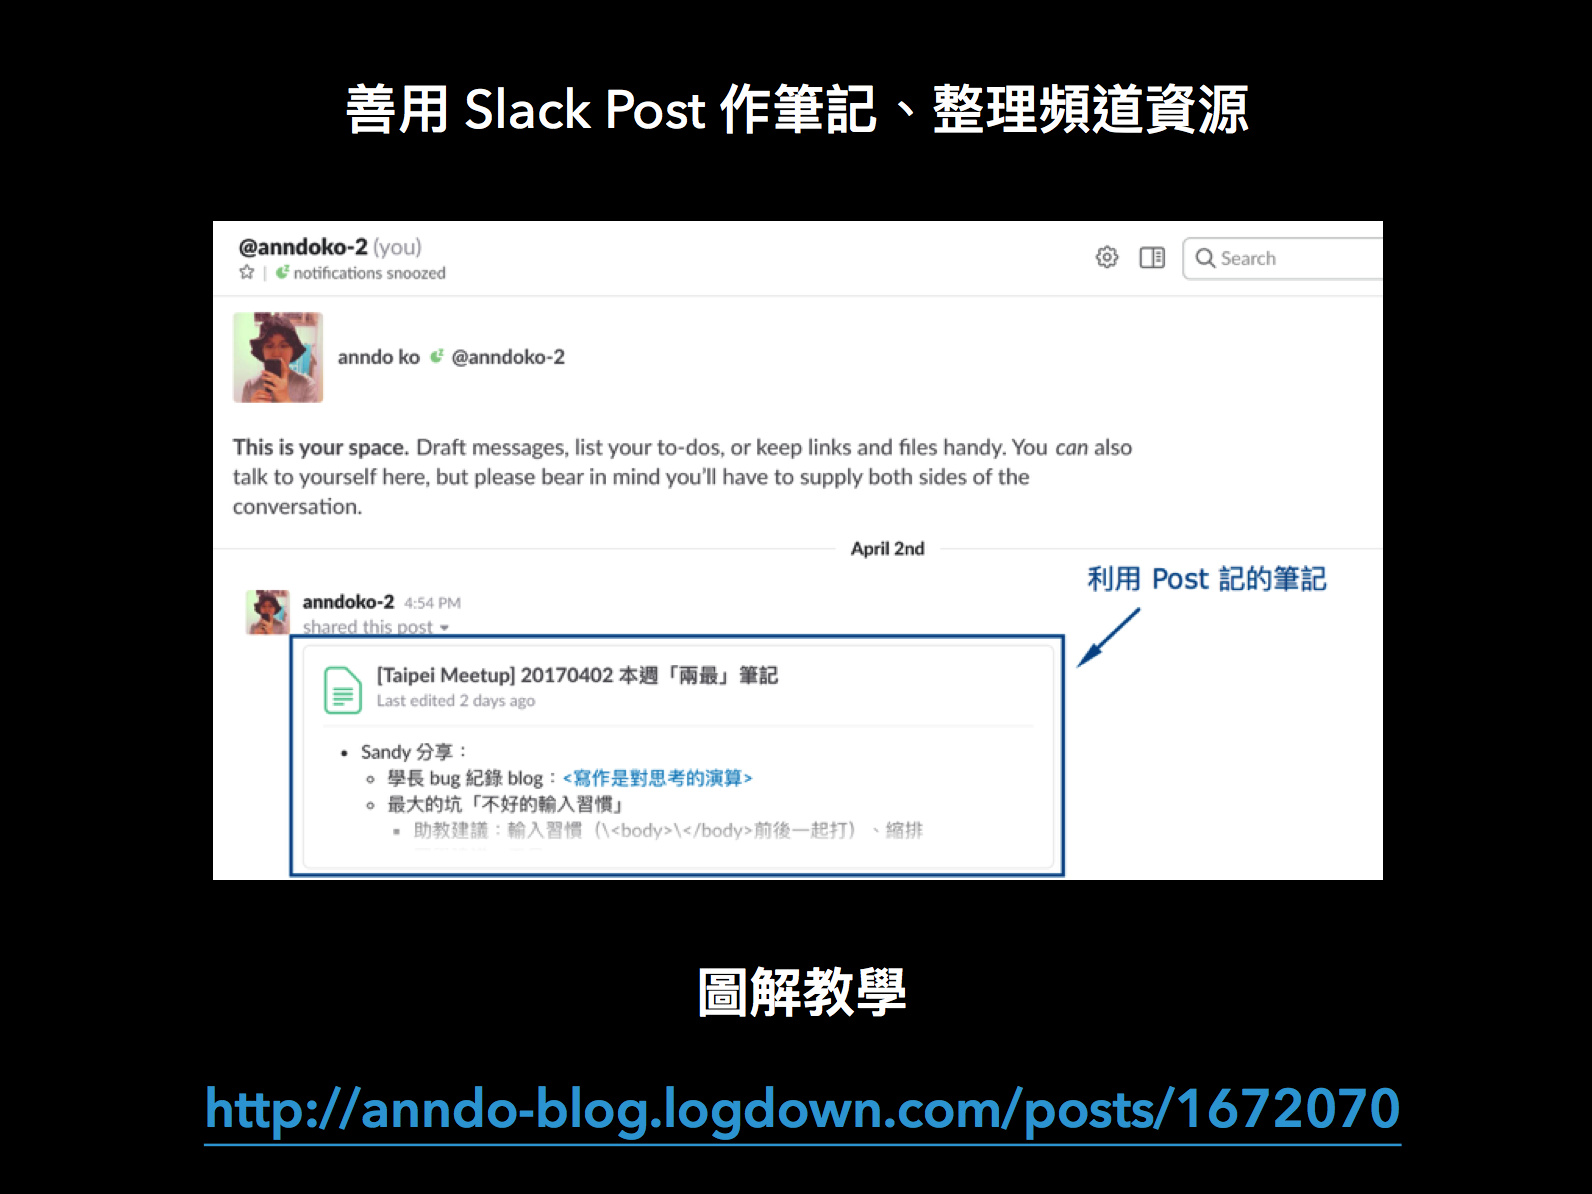 善用 Slack Post 作筆記、整理頻道資源
@anndoko-2 (you)
notifications snoozed
Search
anndo ko @anndoko-2
This is your space. Draft messages, list your to-dos, or keep links and files handy. You can also
talk to yourself here, but please bear in mind you'll have to supply both sides of the
conversation.
April 2nd
利用 Post 記的筆記
anndoko-2 4:54 PM
shared this post
[Taipei Meetup] 20170402 本週「兩最」筆記
Last edited 2 days ago
• Sandy 分享：
學長 bug 紀錄 blog：<寫作是對思考的演算>
最大的坑「不好的輸入習慣」
助教建議：輸入習慣（\<body>\</body>前後一起打）、縮排
圖解教學
http://anndo-blog.logdown.com/posts/1672070